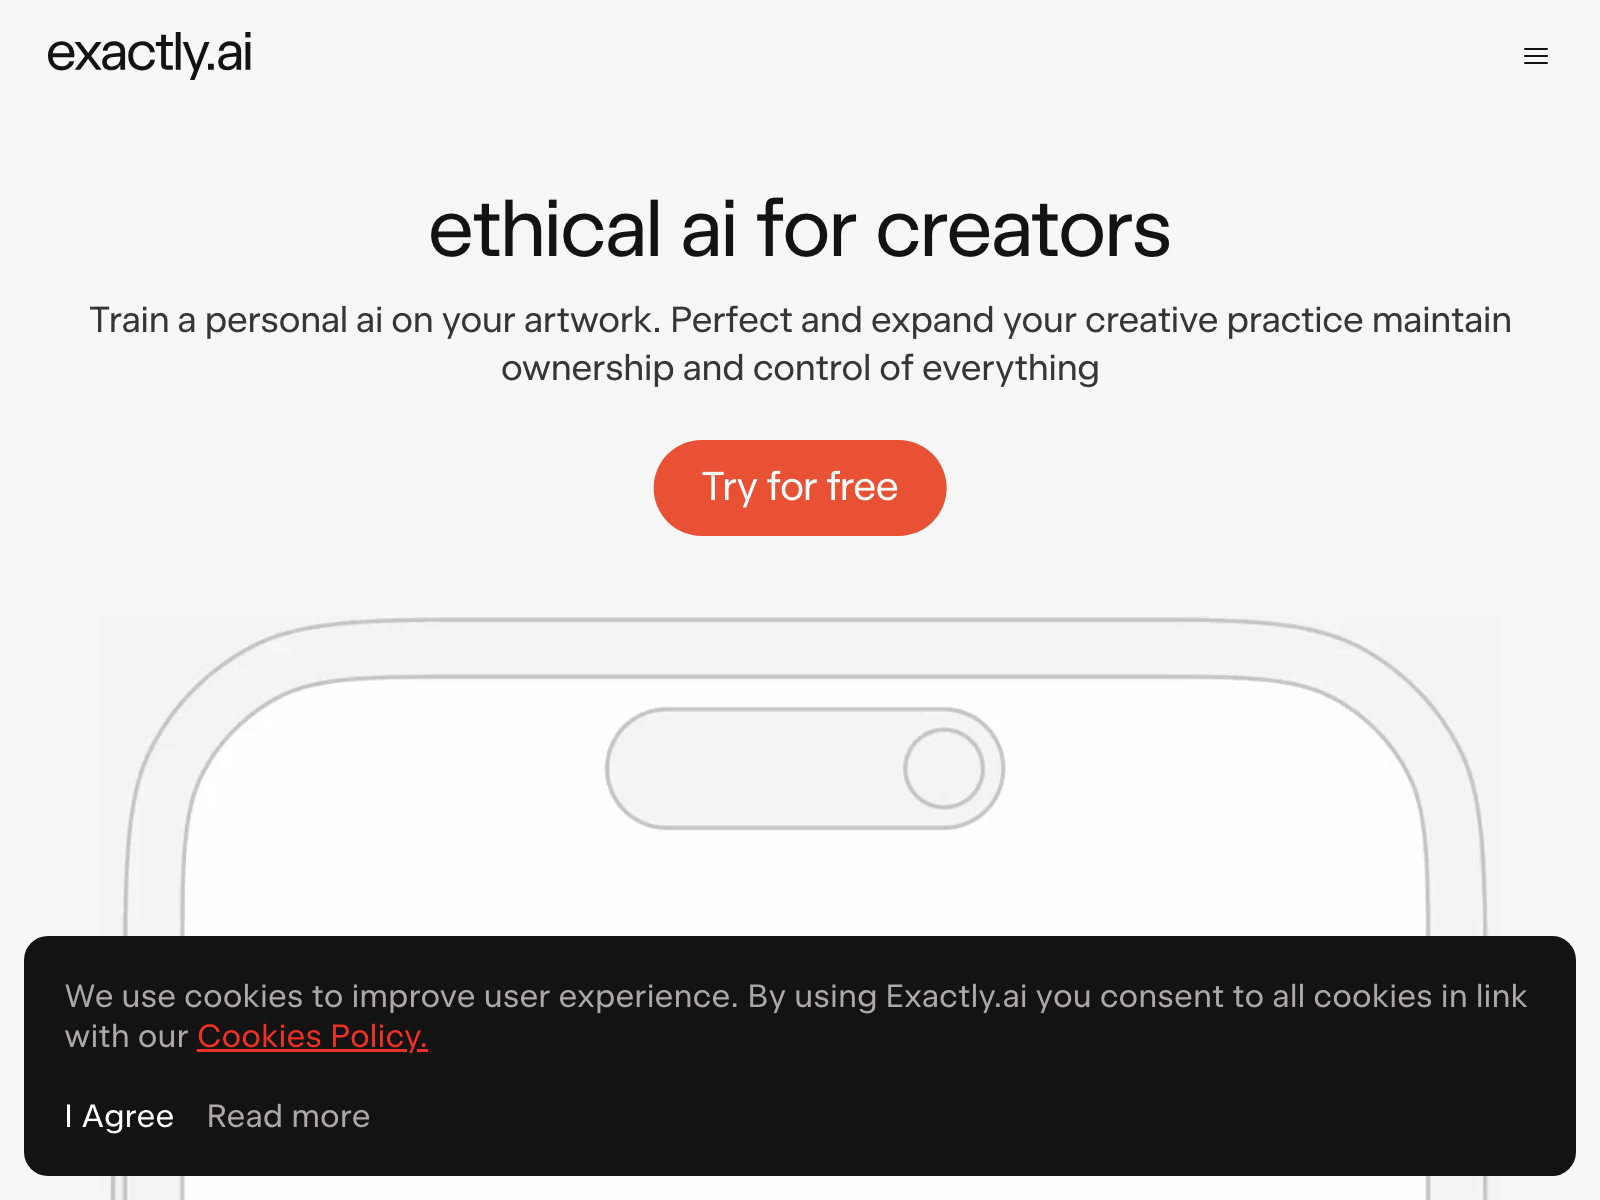 exactly.ai
ethical ai for creators
Train a personal ai on your artwork. Perfect and expand your creative practice maintain
ownership and control of everything
Try for free
We use cookies to improve user experience. By using Exactly.ai you consent to all cookies in link
with our Cookies Policy.
I Agree Read more